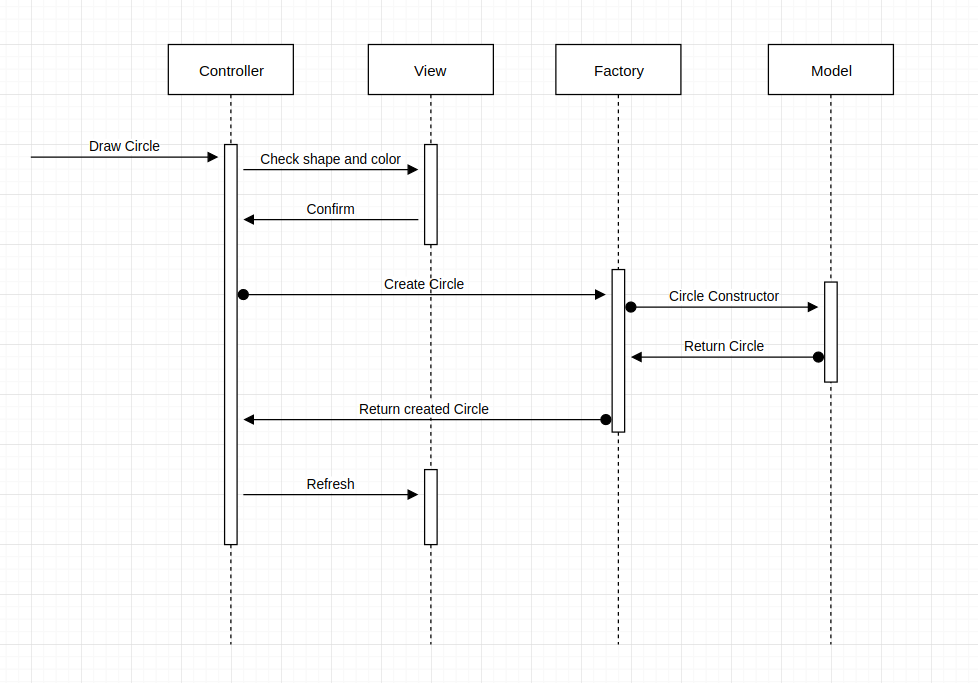 Controller
View
Factory
Model
Draw Circle
Check shape and color
Confirm
Create Circle
Circle Constructor
Return Circle
Return created Circle
Refresh